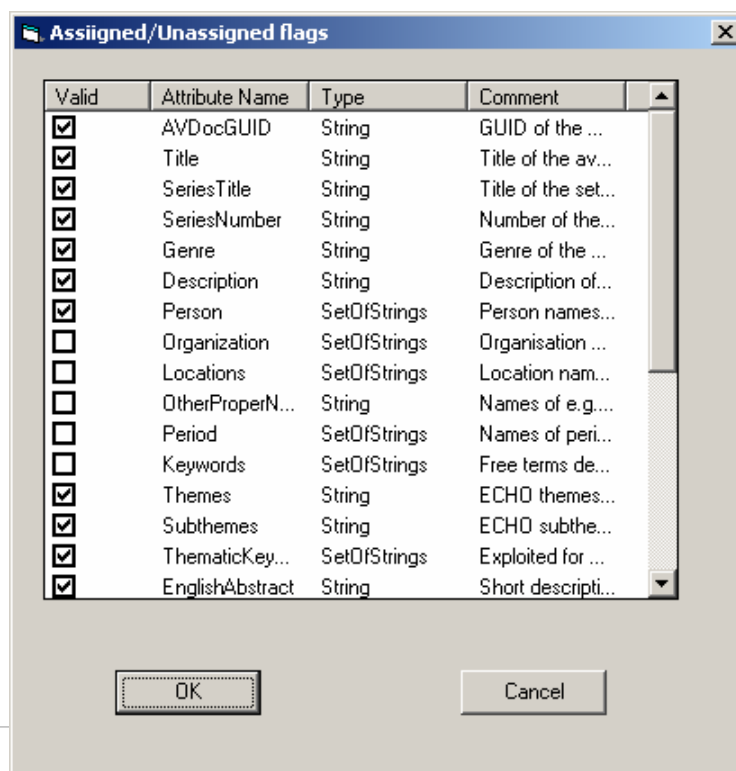 Assiigned/Unassigned flags
Valid Attribute Name Type Comment
AVDocGUID String GUID of the ...
Title String Title of the av...
SeriesTitle String Title of the set...
SeriesNumber String Number of the...
Genre String Genre of the ...
Description String Description of...
Person SetOfStrings Person names...
Organization SetOfStrings Organisation ...
Locations SetOfStrings Location nam...
OtherProperN... String Names of e.g....
Period SetOfStrings Names of peri...
Keywords SetOfStrings Free terms de...
Themes String ECHO themes...
Subthemes String ECHO subthe...
ThematicKey... SetOfStrings Exploited for ...
EnglishAbstract String Short descripti...
OK Cancel